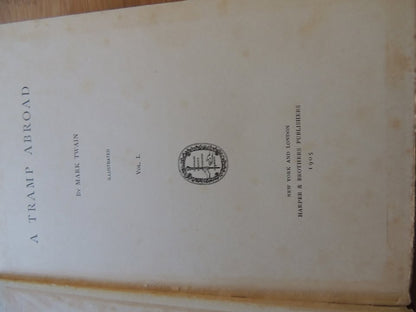 A TRAMP ABROAD
BY MARK TWAIN
ILLUSTRATED
VOL. I.
NEW YORK AND LONDON
HARPER & BROTHERS PUBLISHERS
1905